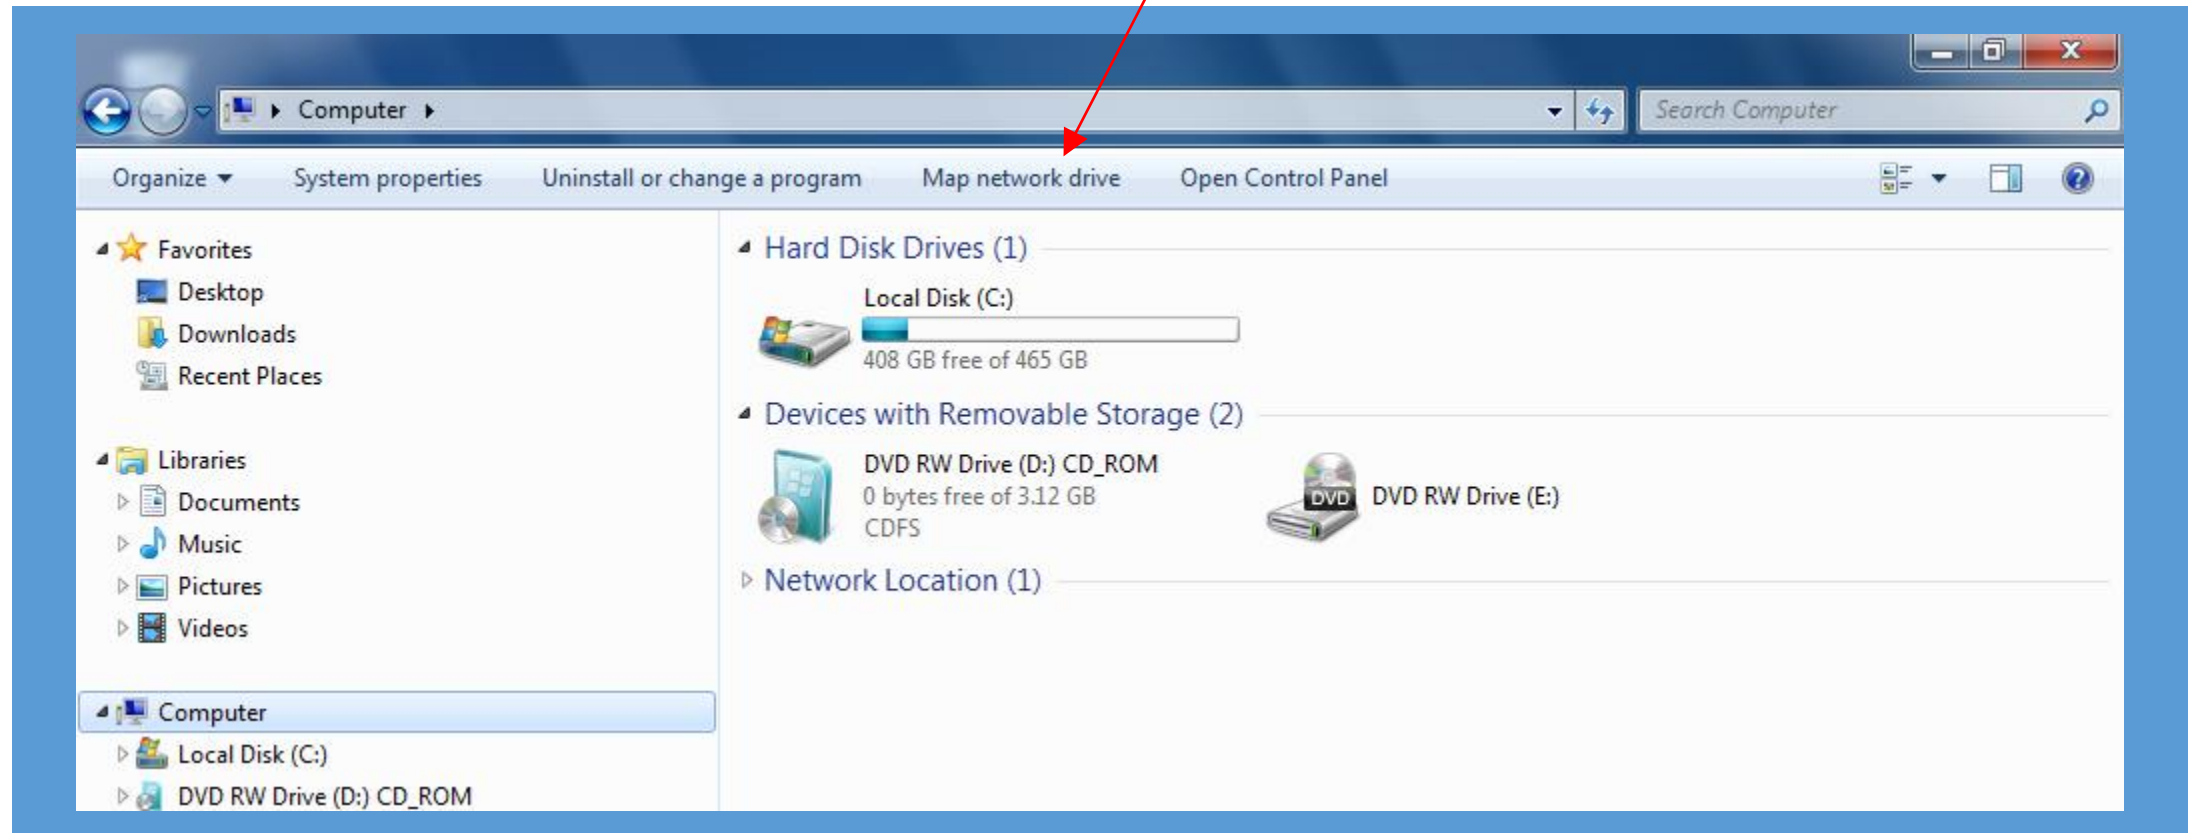 Computer
Search Computer
Organize
System properties
Uninstall or change a program
Map network drive
Open Control Panel
Favorites
Desktop
Downloads
Recent Places
Libraries
Documents
Music
Pictures
Videos
Computer
Local Disk (C:)
DVD RW Drive (D:) CD_ROM
Hard Disk Drives (1)
Local Disk (C:)
408 GB free of 465 GB
Devices with Removable Storage (2)
DVD RW Drive (D:) CD_ROM
0 bytes free of 3.12 GB
CDFS
DVD
DVD RW Drive (E:)
Network Location (1)